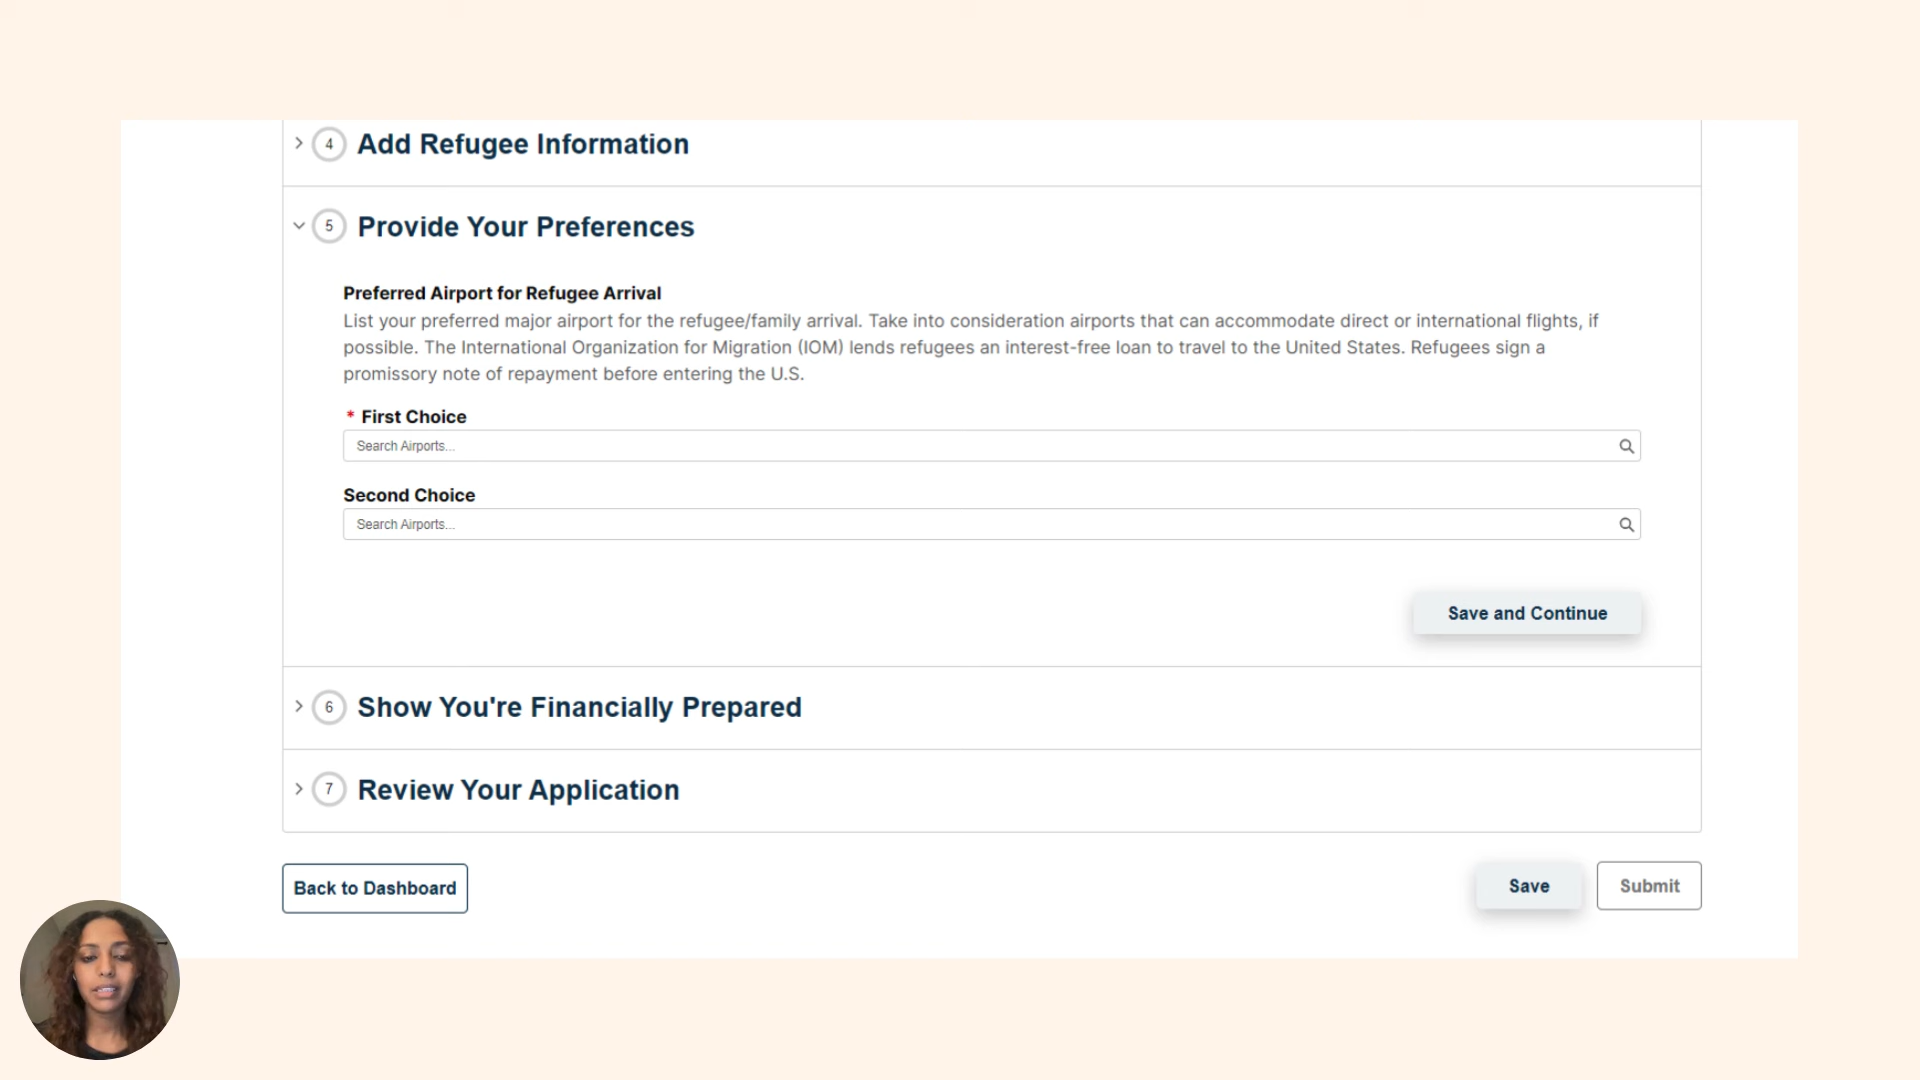 4 Add Refugee Information
5 Provide Your Preferences
Preferred Airport for Refugee Arrival
List your preferred major airport for the refugee/family arrival. Take into consideration airports that can accommodate direct or international flights, if
possible. The International Organization for Migration (IOM) lends refugees an interest-free loan to travel to the United States. Refugees sign a
promissory note of repayment before entering the U.S.
* First Choice
Search Airports...
Second Choice
Search Airports...
Save and Continue
6 Show You're Financially Prepared
7 Review Your Application
Back to Dashboard
Save
Submit